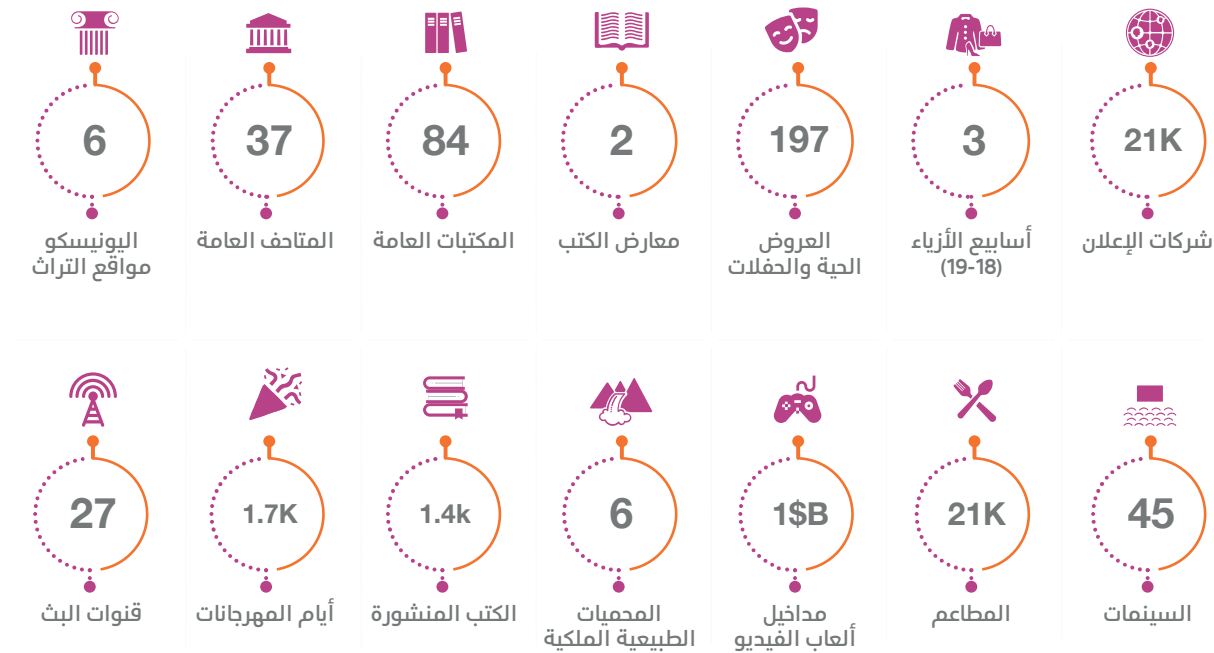 21K
شركات الإعلان
3
أسابيع الأزياء
(19-18)
197
العروض
الحية والحفلات
2
معارض الكتب
84
المكتبات العامة
37
المتاحف العامة
6
اليونيسكو
مواقع التراث
45
السينمات
21K
المطاعم
1$B
مداخيل
ألعاب الفيديو
6
المحميات
الطبيعية الملكية
1.4k
الكتب المنشورة
1.7K
أيام المهرجانات
27
قنوات البث